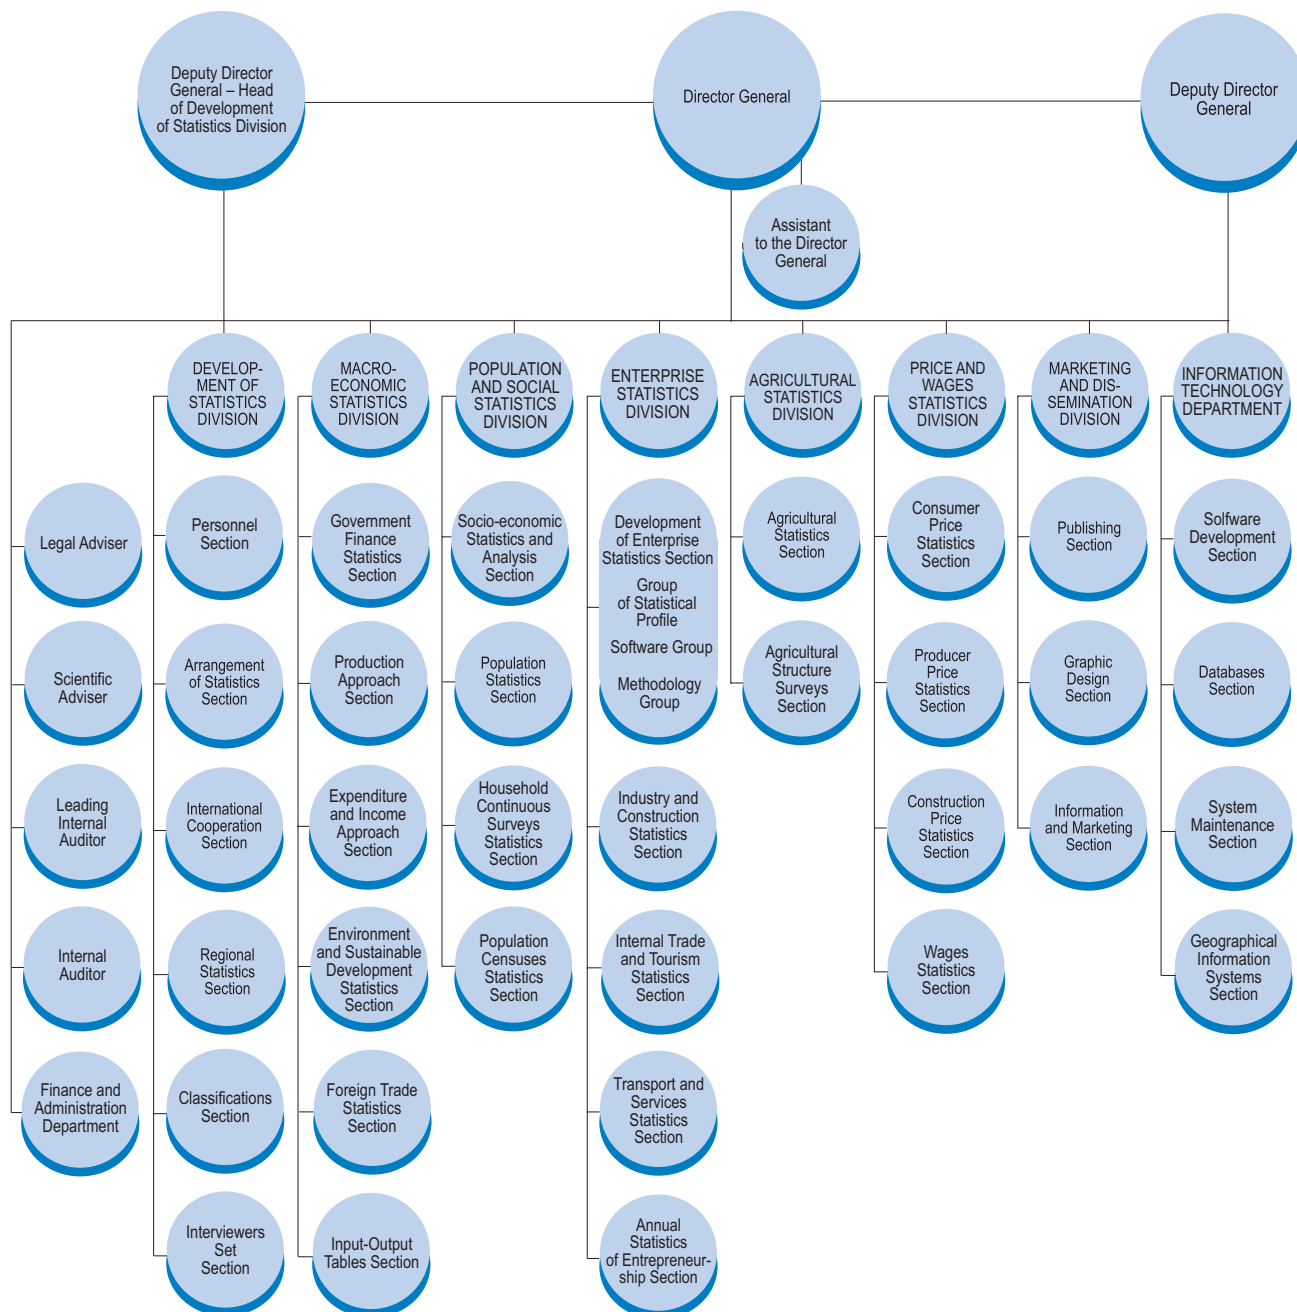 Deputy Director
General – Head
of Development
of Statistics Division
Director General
Deputy Director
General
Assistant
to the Director
General
DEVELOP-
MENT OF
STATISTICS
DIVISION
MACRO-
ECONOMIC
STATISTICS
DIVISION
POPULATION
AND SOCIAL
STATISTICS
DIVISION
ENTERPRISE
STATISTICS
DIVISION
AGRICULTURAL
STATISTICS
DIVISION
PRICE AND
WAGES
STATISTICS
DIVISION
MARKETING
AND DIS-
SEMINATION
DIVISION
INFORMATION
TECHNOLOGY
DEPARTMENT
Legal Adviser
Personnel
Section
Government
Finance
Statistics
Section
Socio-economic
Statistics and
Analysis
Section
Development
of Enterprise
Statistics Section
Group
of Statistical
Profile
Software Group
Methodology
Group
Agricultural
Statistics
Section
Consumer
Price
Statistics
Section
Publishing
Section
Solfware
Development
Section
Scientific
Adviser
Arrangement
of Statistics
Section
Production
Approach
Section
Population
Statistics
Section
Agricultural
Structure
Surveys
Section
Producer
Price
Statistics
Section
Graphic
Design
Section
Databases
Section
Leading
Internal
Auditor
International
Cooperation
Section
Expenditure
and Income
Approach
Section
Household
Continuous
Surveys
Statistics
Section
Industry and
Construction
Statistics
Section
Construction
Price
Statistics
Section
Information
and Marketing
Section
System
Maintenance
Section
Internal
Auditor
Regional
Statistics
Section
Environment
and Sustainable
Development
Statistics
Section
Population
Censuses
Statistics
Section
Internal Trade
and Tourism
Statistics
Section
Wages
Statistics
Section
Geographical
Information
Systems
Section
Finance and
Administration
Department
Classifications
Section
Foreign Trade
Statistics
Section
Transport and
Services
Statistics
Section
Interviewers
Set
Section
Input-Output
Tables Section
Annual
Statistics
of Entrepreneur-
ship Section